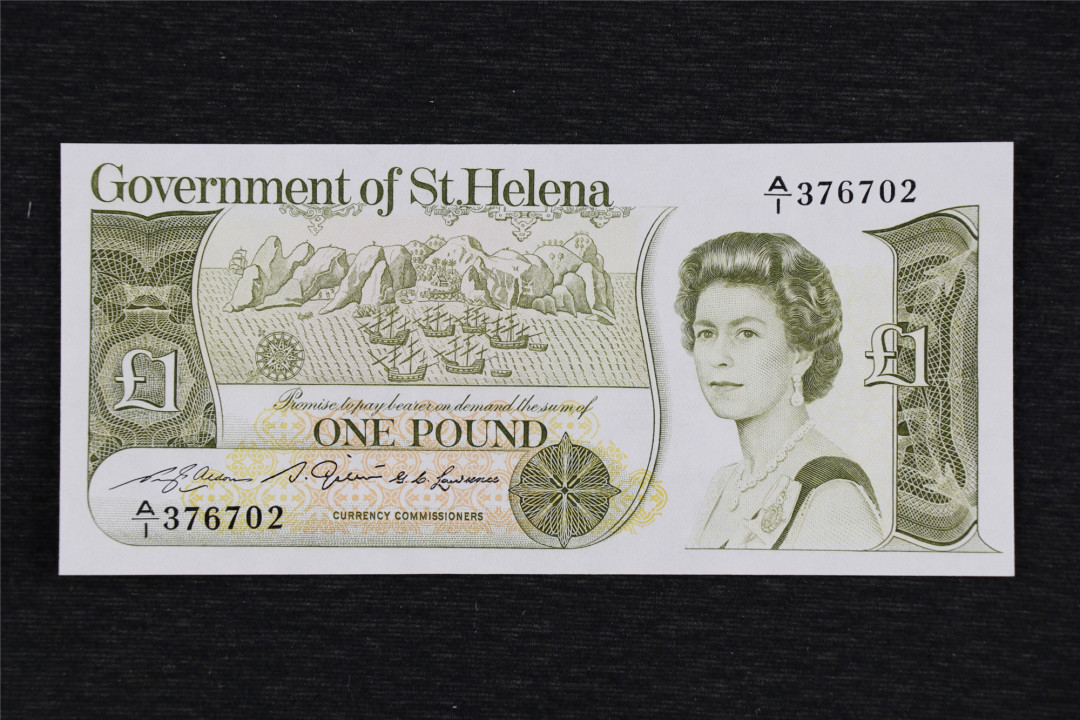 Government of St.Helena
A/1 376702
£1
£1
Promise to pay bearer on demand the sum of
ONE POUND
A/1 376702
CURRENCY COMMISSIONERS